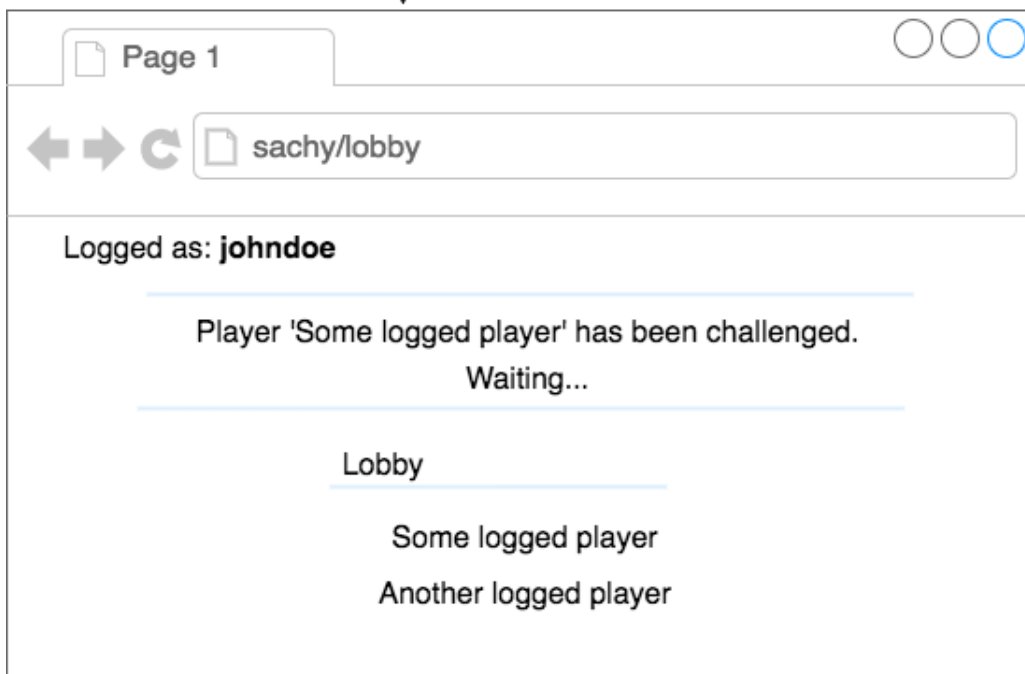 Page 1
sachy/lobby
Logged as: johndoe
Player 'Some logged player' has been challenged.
Waiting...
Lobby
Some logged player
Another logged player